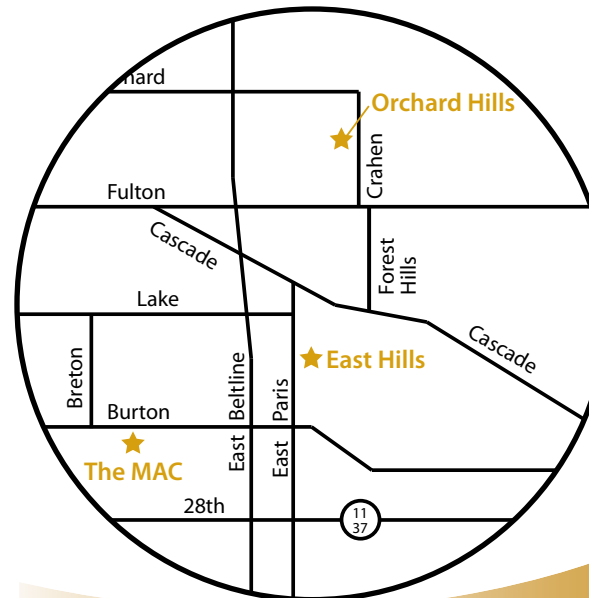 Orchard Hills
Crahen
Fulton
Cascade
Forest
Hills
Lake
Cascade
East Hills
Breton
East Beltline
East Paris
Burton
The MAC
28th
11
37